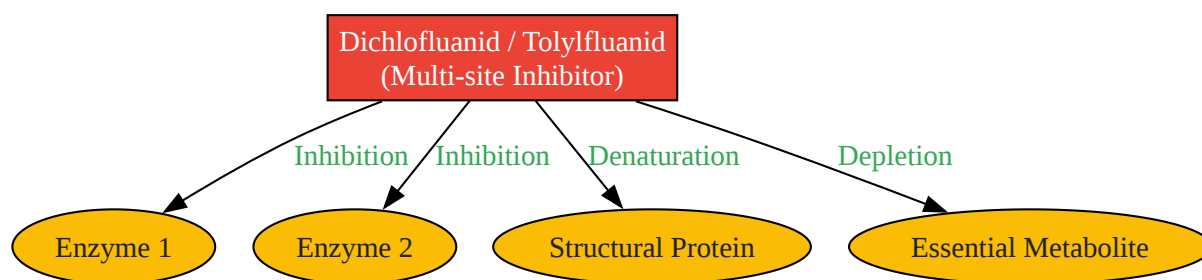 Dichlofluanid / Tolylfluanid
(Multi-site Inhibitor)
Inhibition
Inhibition
Denaturation
Depletion
Enzyme 1
Enzyme 2
Structural Protein
Essential Metabolite